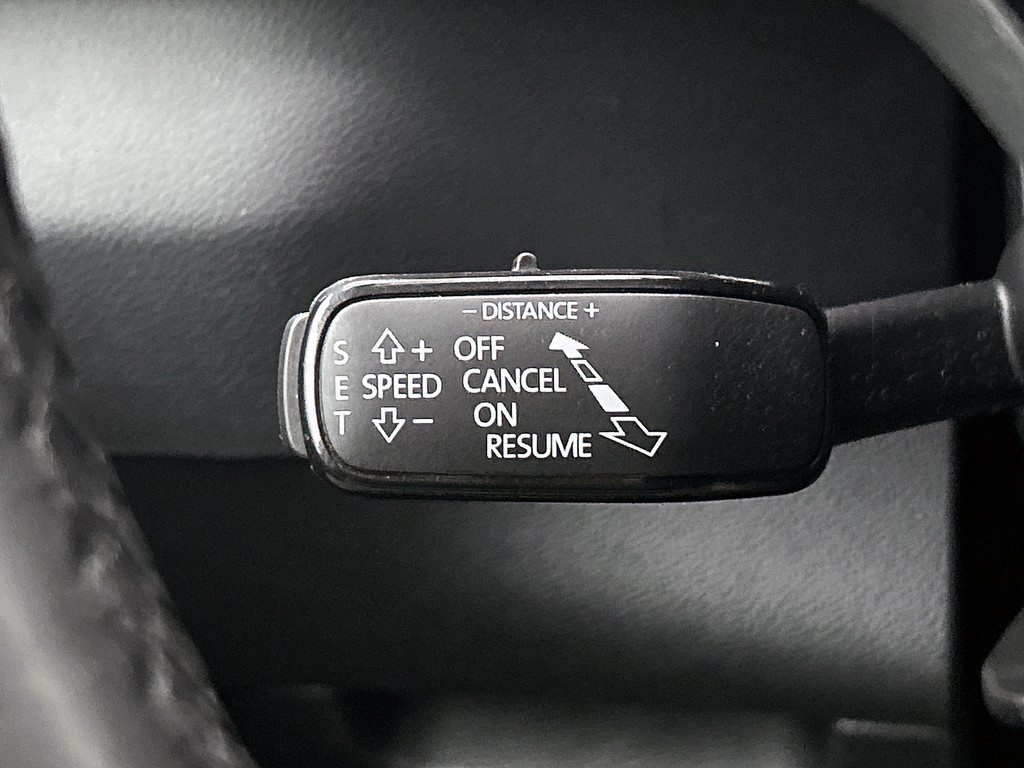 − DISTANCE +
S
E
T
+
SPEED
−
OFF
CANCEL
ON
RESUME